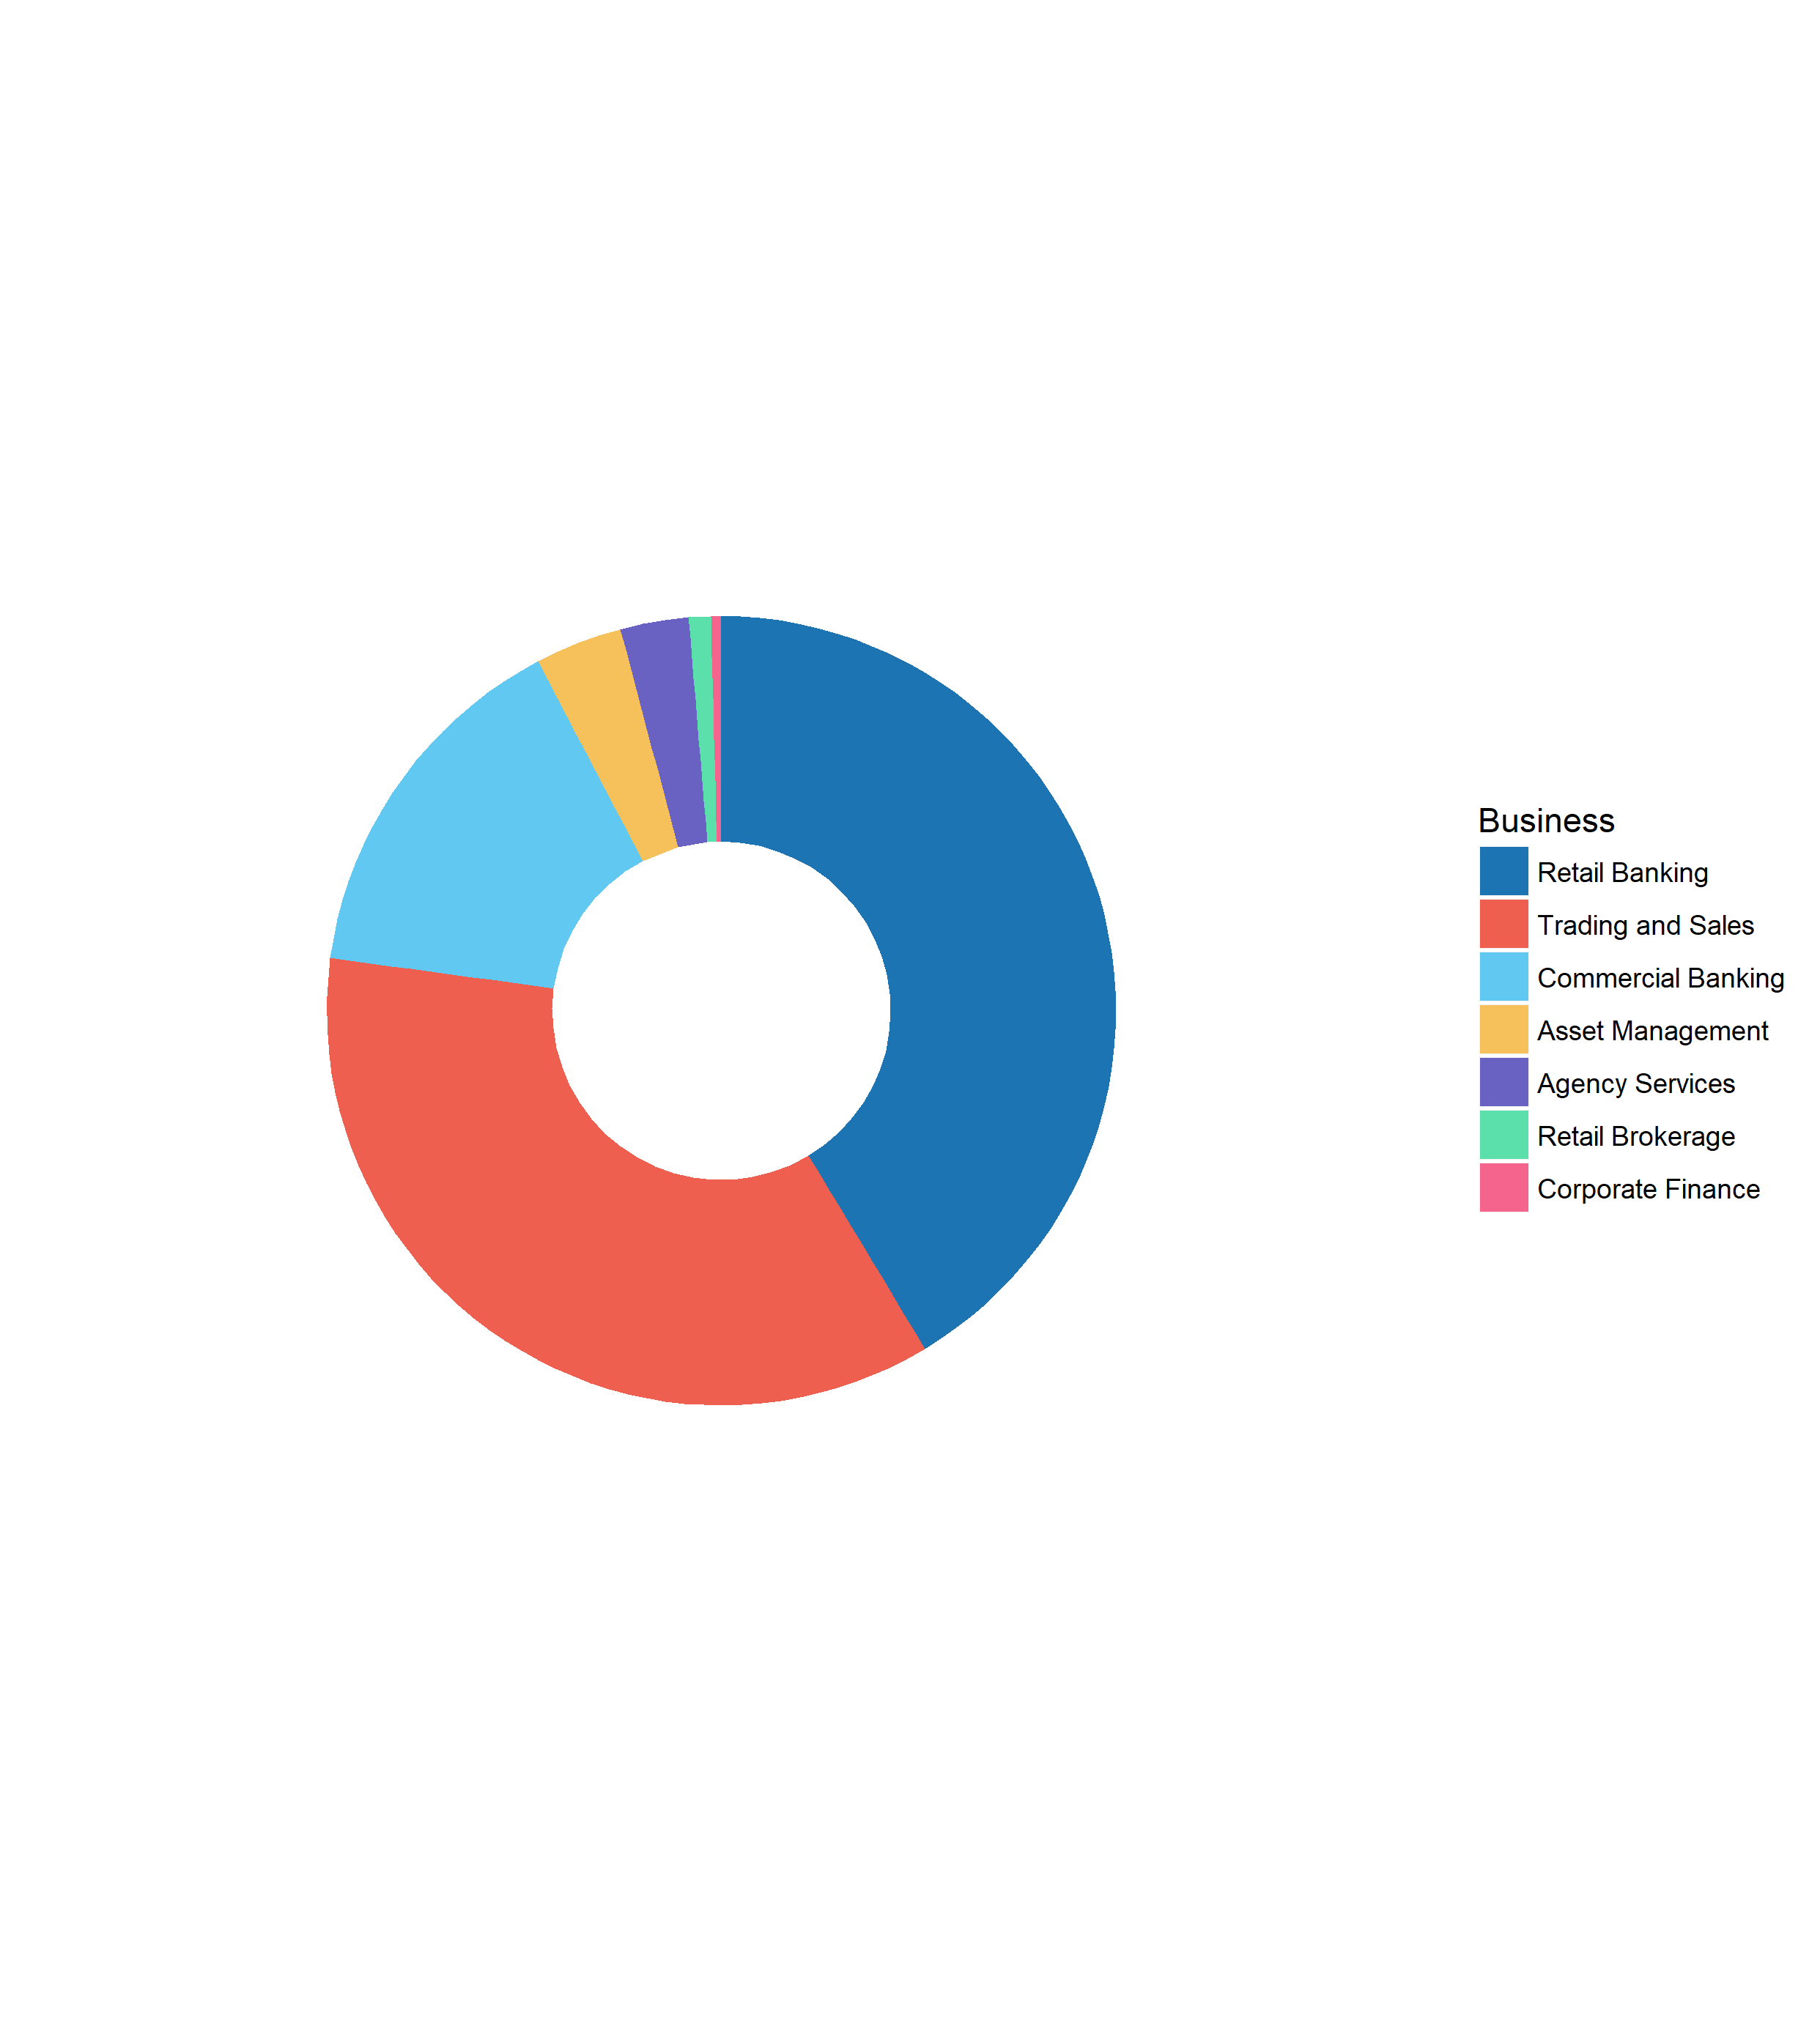 Business
Retail Banking
Trading and Sales
Commercial Banking
Asset Management
Agency Services
Retail Brokerage
Corporate Finance